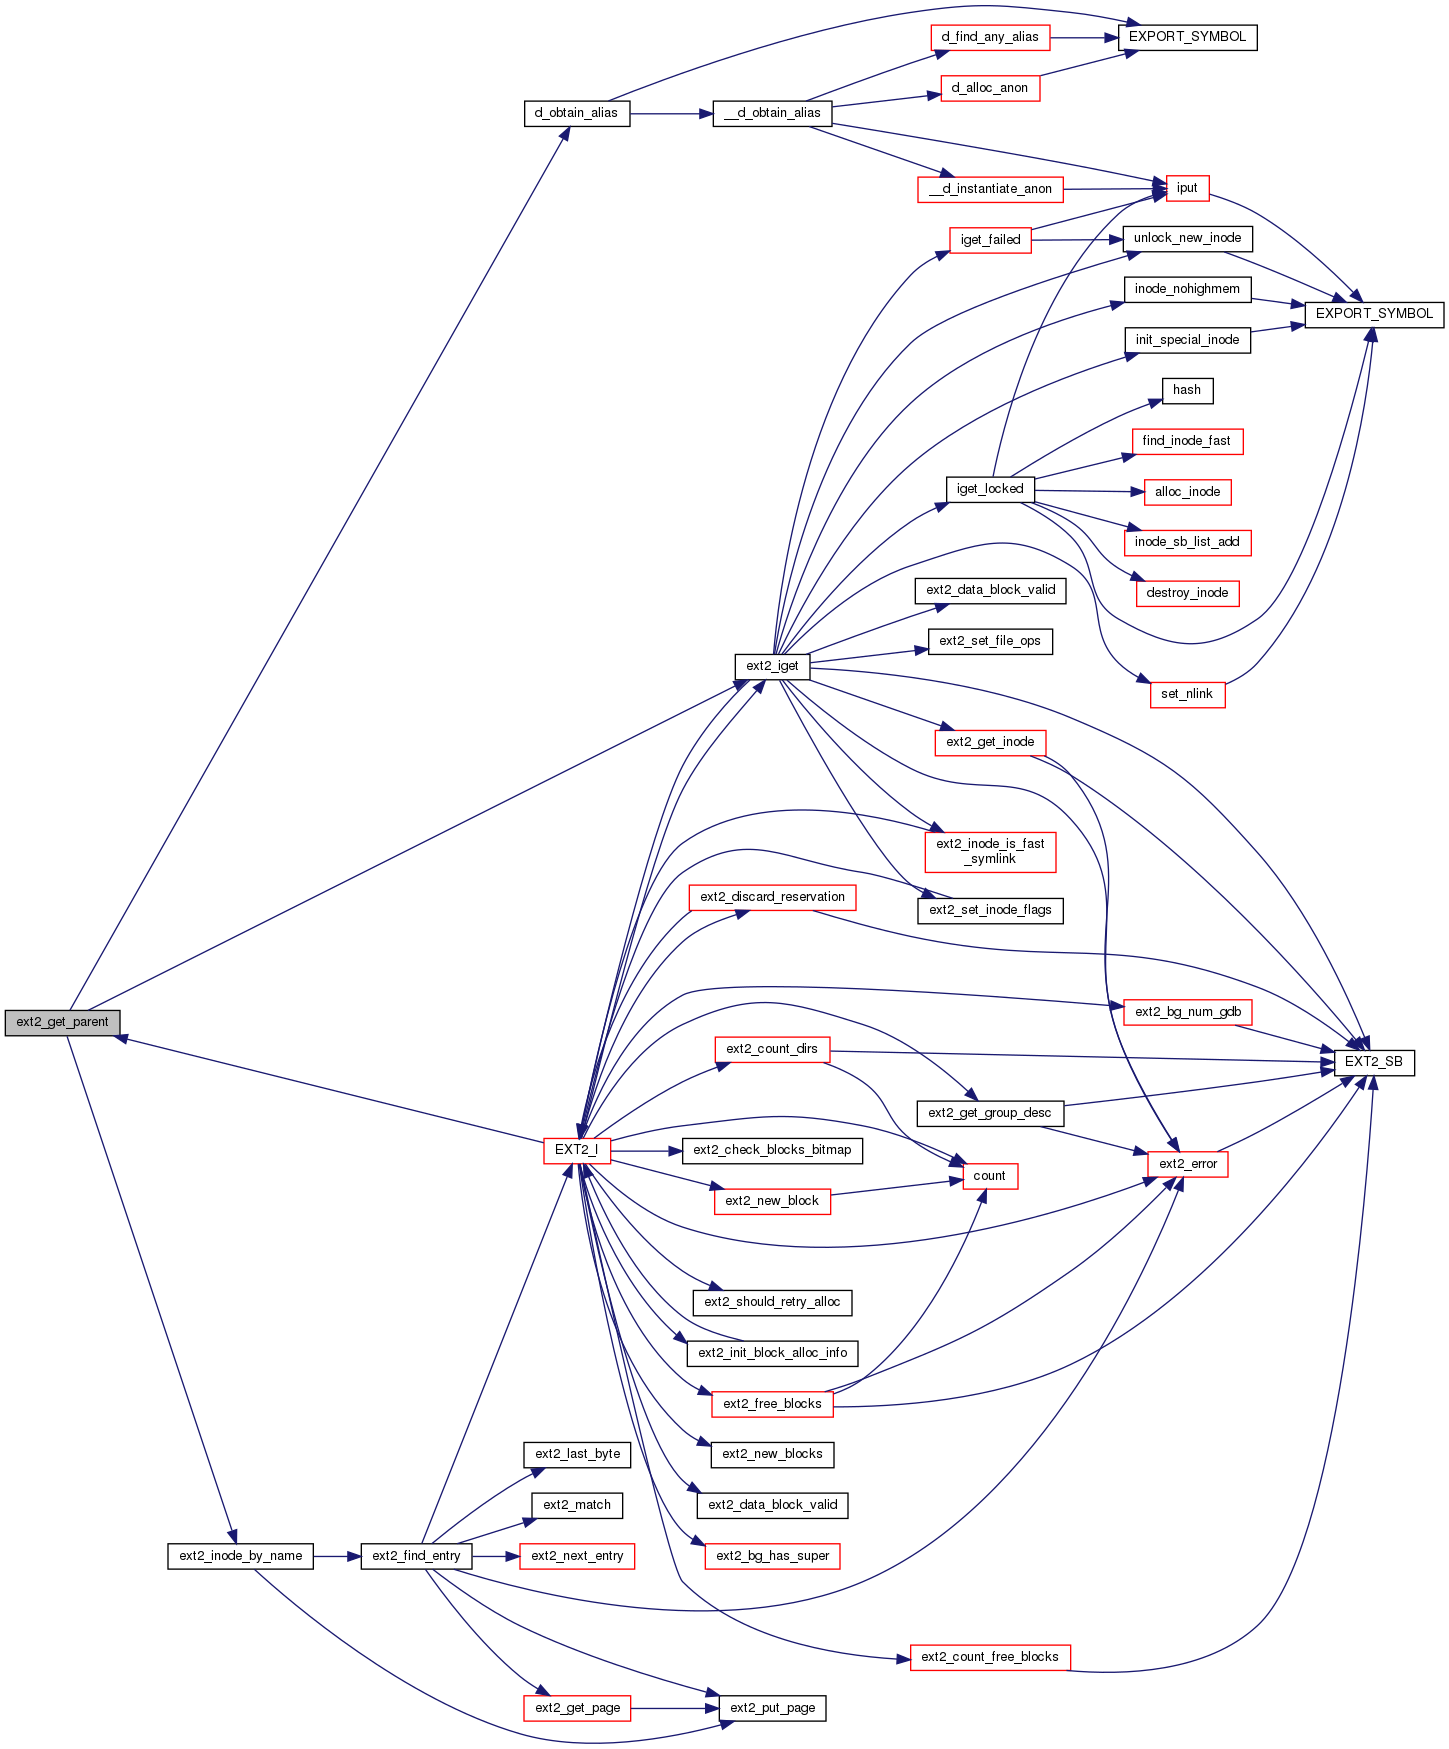 d_find_any_alias
EXPORT_SYMBOL
d_alloc_anon
d_obtain_alias
__d_obtain_alias
__d_instantiate_anon
iput
iget_failed
unlock_new_inode
inode_nohighmem
EXPORT_SYMBOL
init_special_inode
hash
find_inode_fast
iget_locked
alloc_inode
inode_sb_list_add
ext2_data_block_valid
destroy_inode
ext2_set_file_ops
ext2_iget
set_nlink
ext2_get_inode
ext2_inode_is_fast
_symlink
ext2_discard_reservation
ext2_set_inode_flags
ext2_bg_num_gdb
ext2_get_parent
ext2_count_dirs
EXT2_SB
ext2_get_group_desc
EXT2_I
ext2_check_blocks_bitmap
ext2_error
count
ext2_new_block
ext2_should_retry_alloc
ext2_init_block_alloc_info
ext2_free_blocks
ext2_last_byte
ext2_new_blocks
ext2_match
ext2_data_block_valid
ext2_inode_by_name
ext2_find_entry
ext2_next_entry
ext2_bg_has_super
ext2_count_free_blocks
ext2_get_page
ext2_put_page